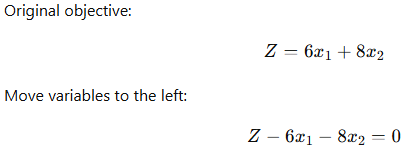 Original objective:
Z = 6x₁ + 8x₂
Move variables to the left:
Z − 6x₁ − 8x₂ = 0